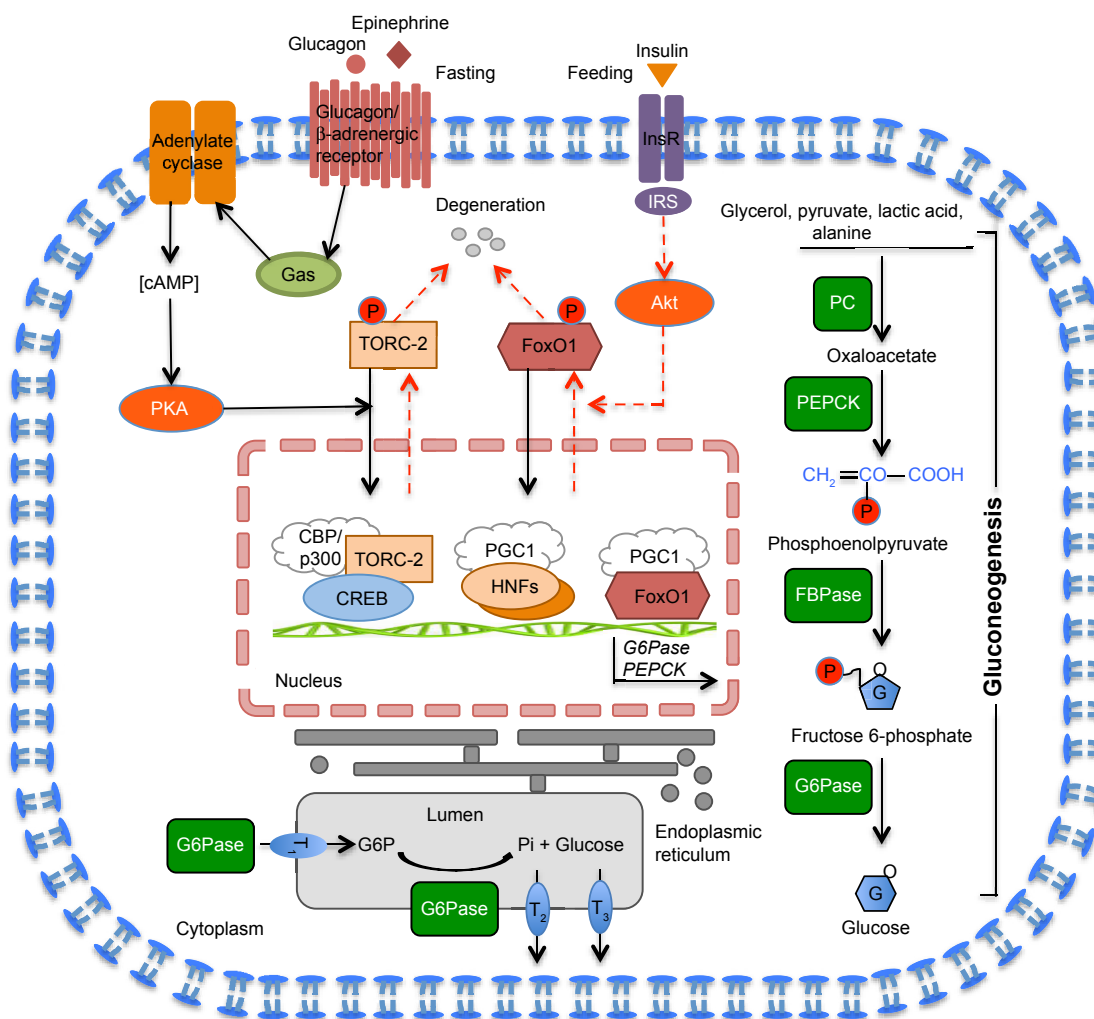 Epinephrine
Glucagon
Fasting
Glucagon/
β-adrenergic
receptor
Adenylate
cyclase
Insulin
Feeding
InsR
IRS
Degeneration
Gas
[cAMP]
PKA
P
TORC-2
P
FoxO1
Akt
CBP/
p300
TORC-2
CREB
PGC1
HNFs
PGC1
FoxO1
G6Pase
PEPCK
Nucleus
Lumen
Endoplasmic
reticulum
G6Pase
T1
G6P
Pi + Glucose
G6Pase
T2
T3
Cytoplasm
Glycerol, pyruvate, lactic acid,
alanine
PC
Oxaloacetate
PEPCK
CH2 = CO — COOH
P
Phosphoenolpyruvate
FBPase
P
O
G
Fructose 6-phosphate
G6Pase
O
G
Glucose
Gluconeogenesis